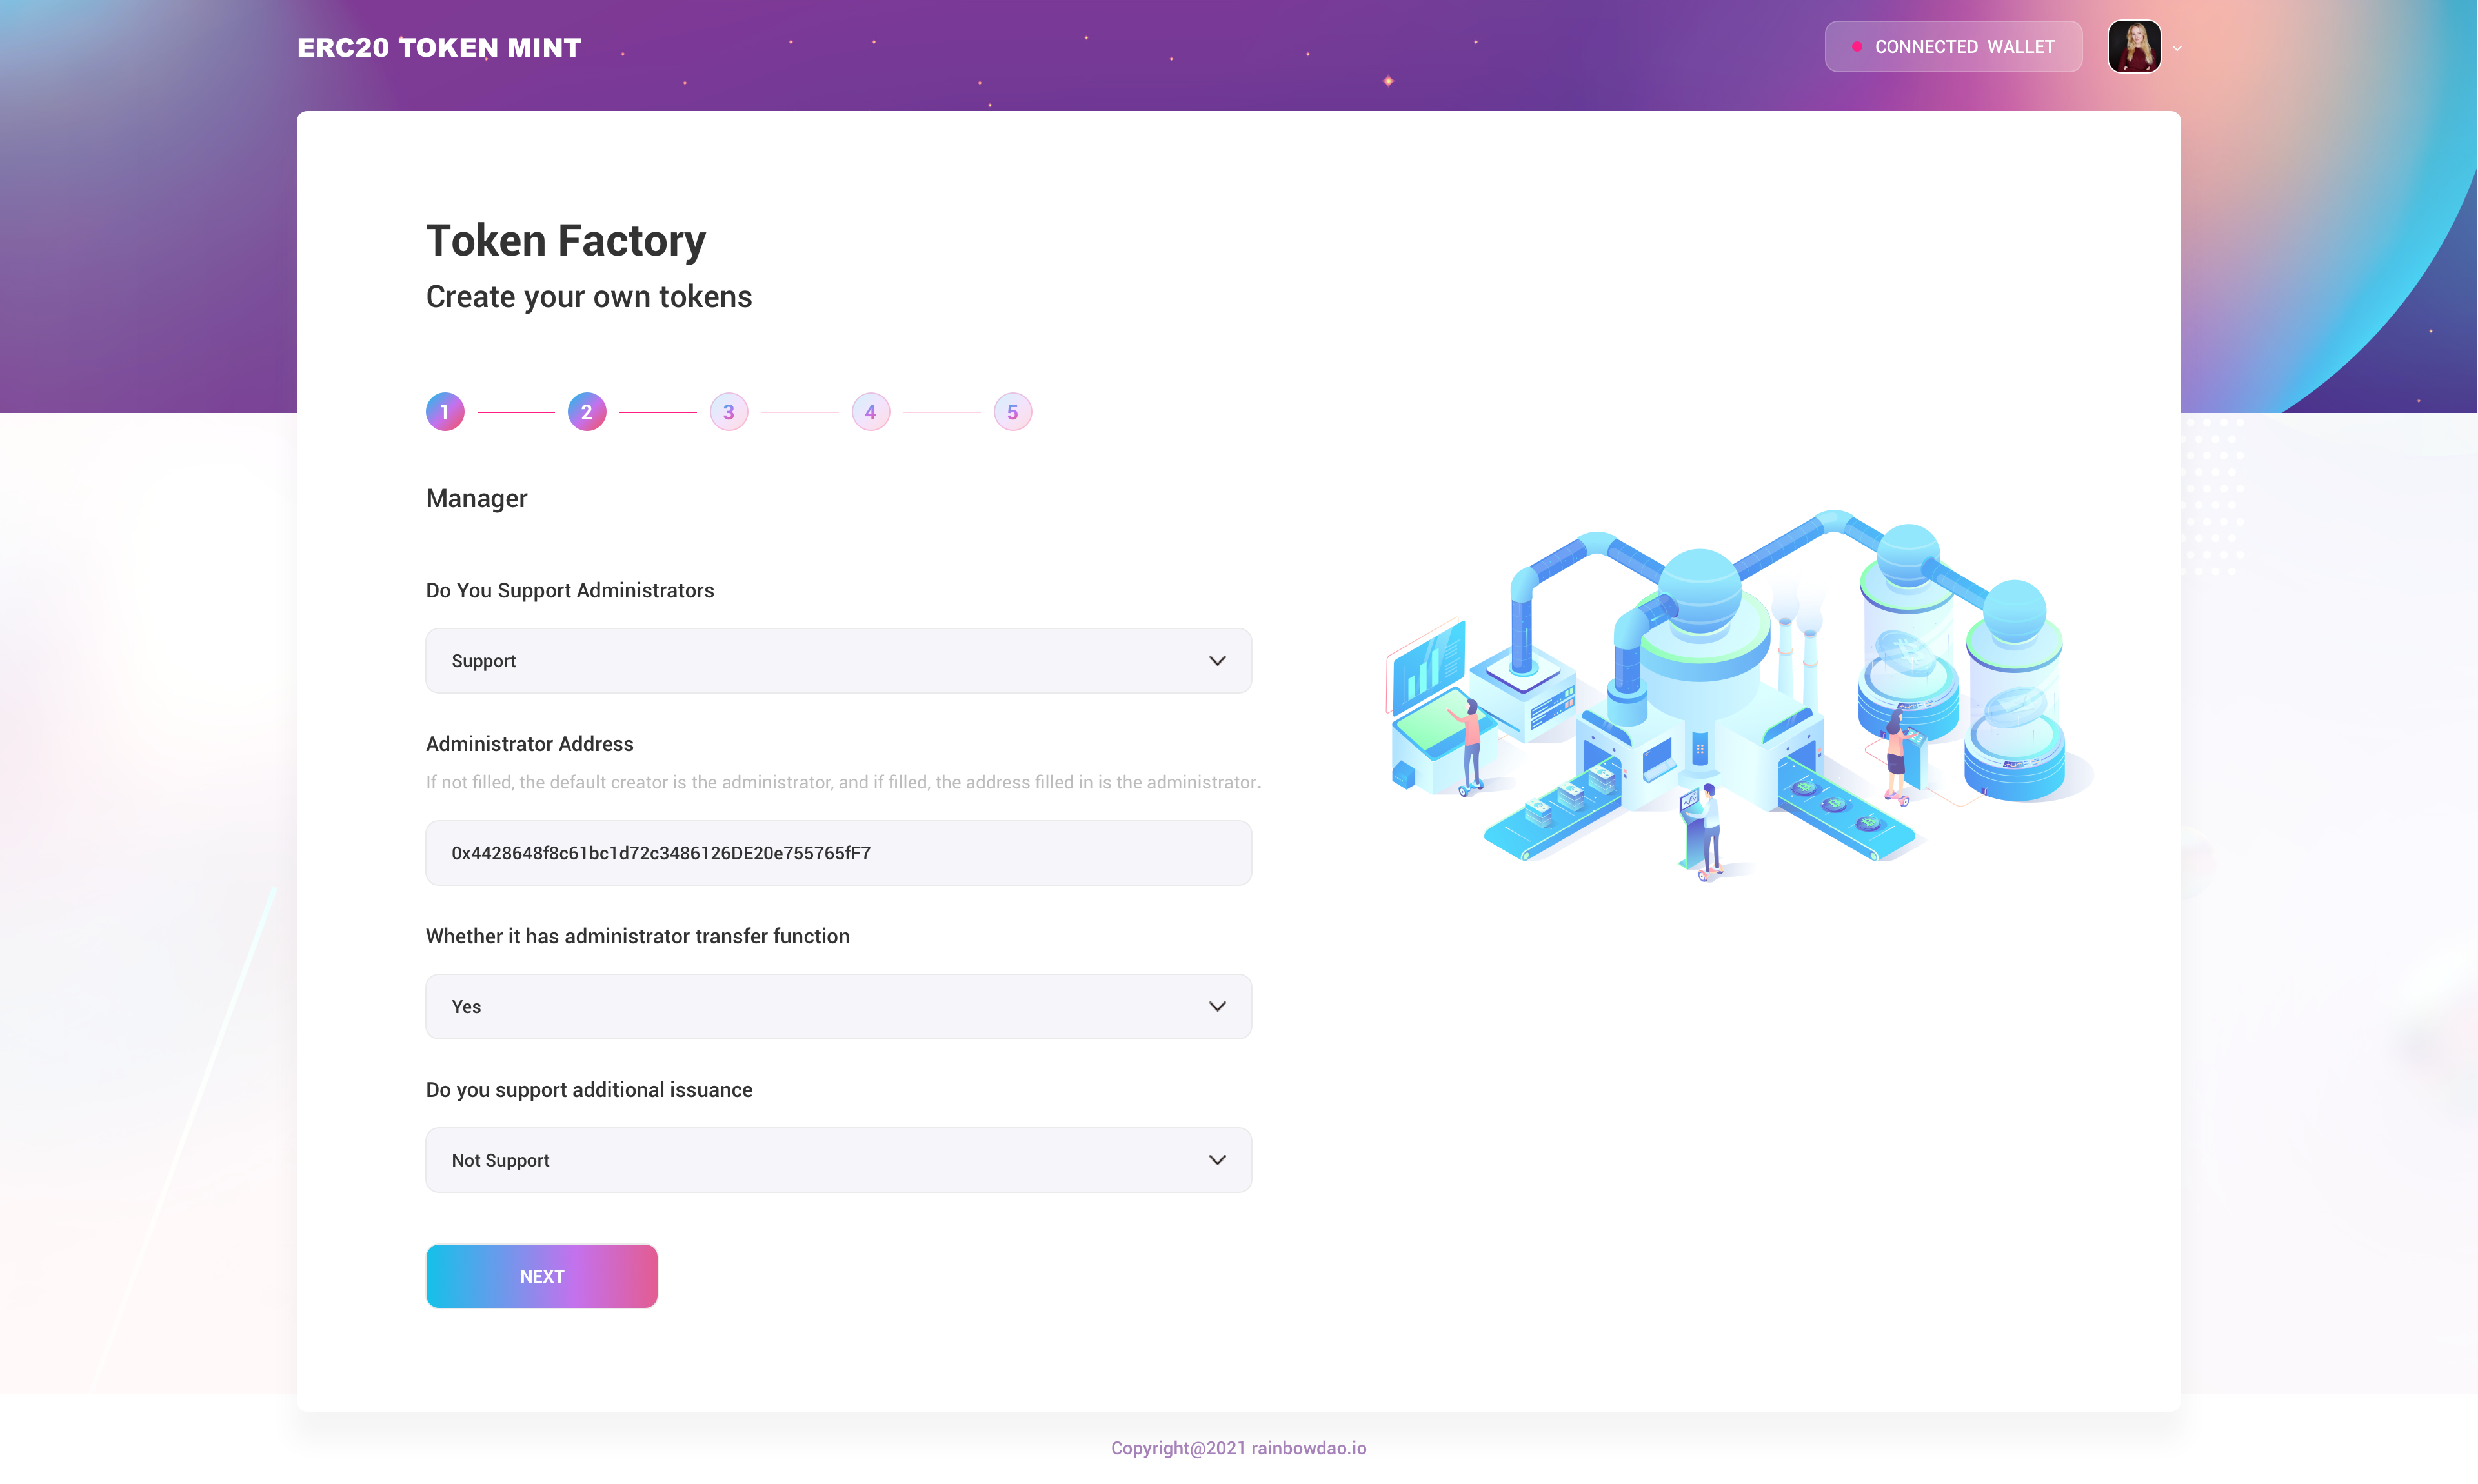 ERC20 TOKEN MINT
CONNECTED WALLET
Token Factory
Create your own tokens
1 2 3 4 5
Manager
Do You Support Administrators
Support
Administrator Address
If not filled, the default creator is the administrator, and if filled, the address filled in is the administrator.
0x4428648f8c61bc1d72c3486126DE20e755765fF7
Whether it has administrator transfer function
Yes
Do you support additional issuance
Not Support
NEXT
Copyright@2021 rainbowdao.io